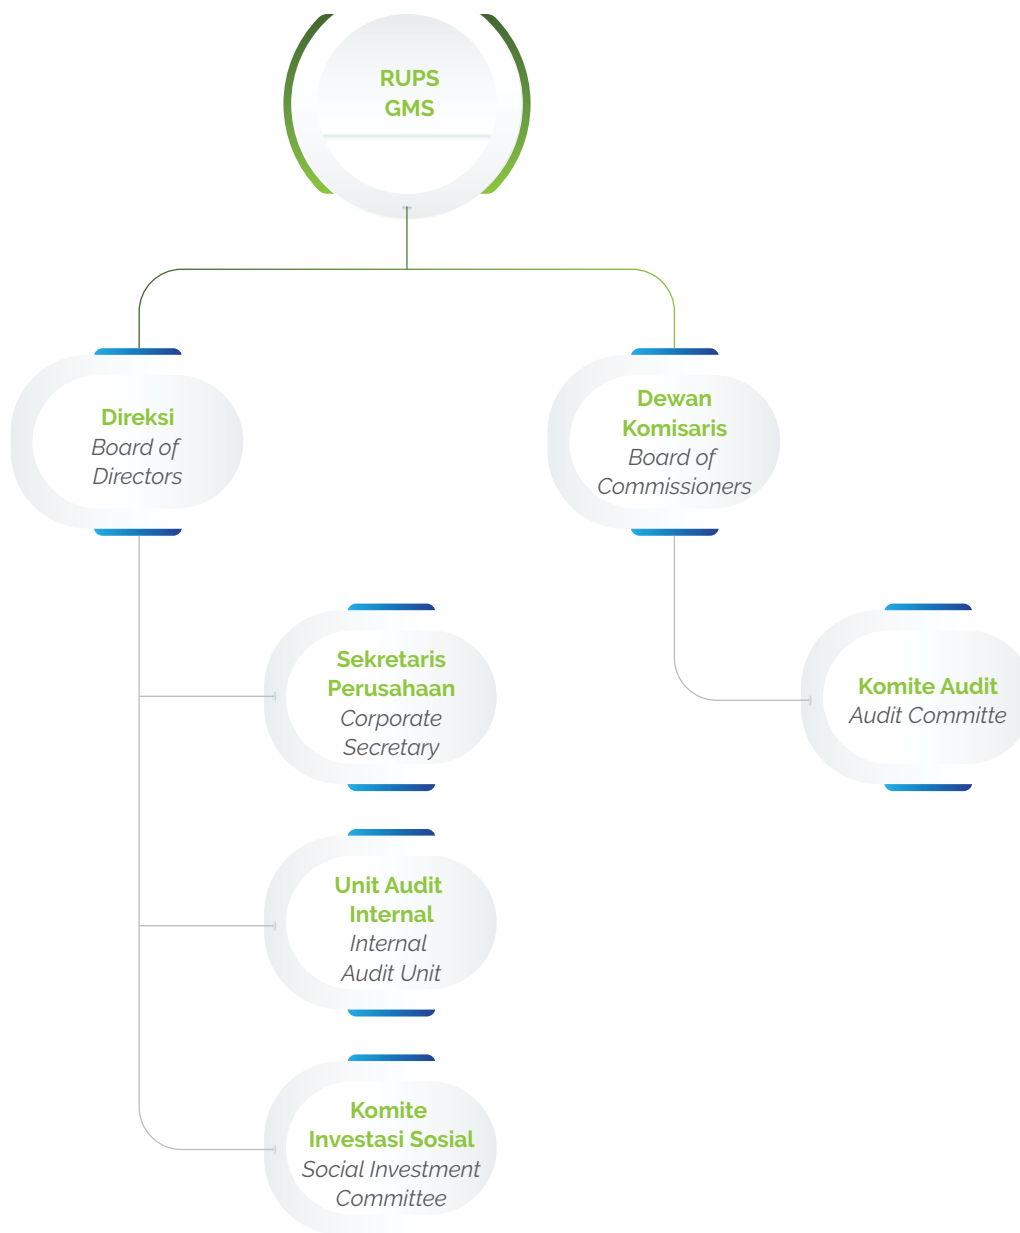 RUPS
GMS
Direksi
Board of
Directors
Dewan
Komisaris
Board of
Commissioners
Sekretaris
Perusahaan
Corporate
Secretary
Komite Audit
Audit Committe
Unit Audit
Internal
Internal
Audit Unit
Komite
Investasi Sosial
Social Investment
Committee